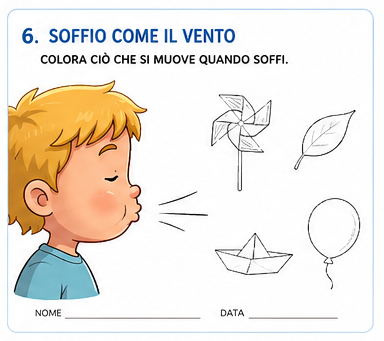 6. SOFFIO COME IL VENTO
COLORA CIÒ CHE SI MUOVE QUANDO SOFFI.
NOME DATA